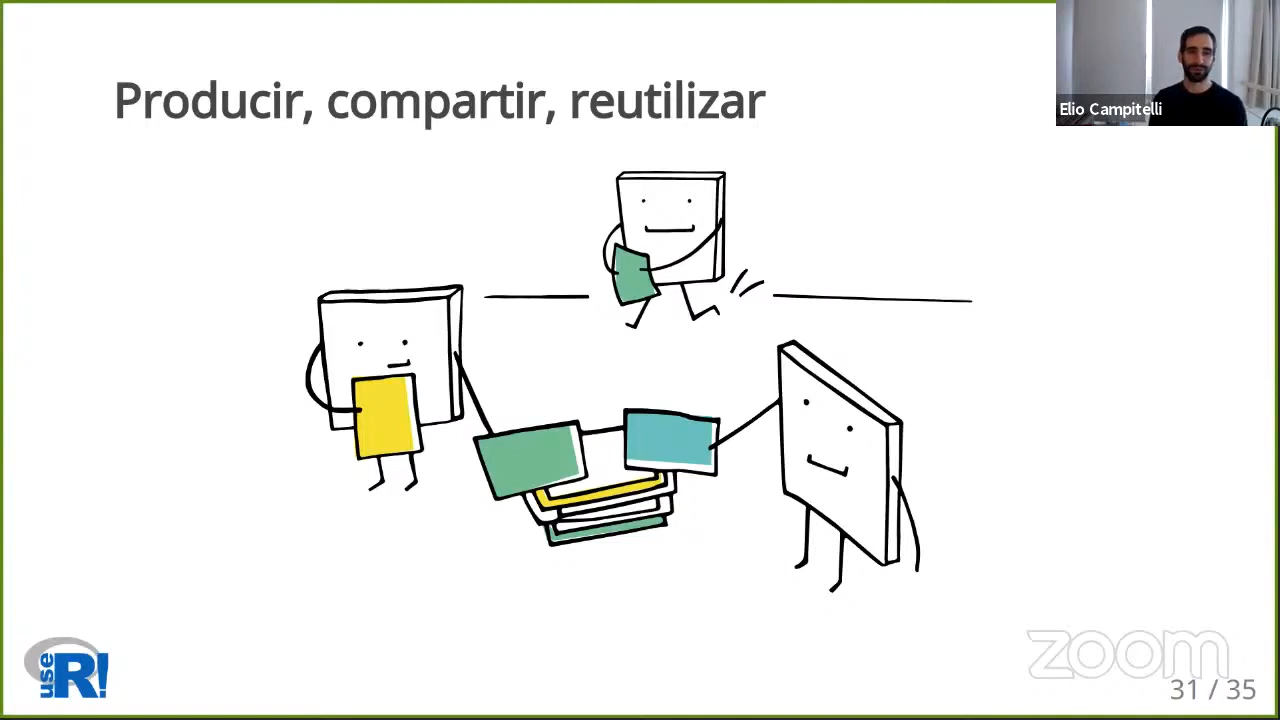 Producir, compartir, reutilizar
Elio Campitelli
use R!
zoom
31 / 35